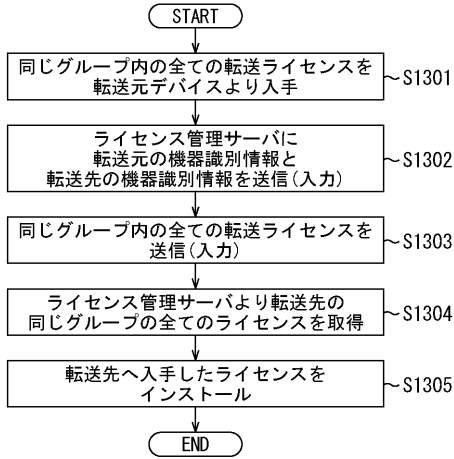 START
同じグループ内の全ての転送ライセンスを
転送元デバイスより入手
S1301
ライセンス管理サーバに
転送元の機器識別情報と
転送先の機器識別情報を送信(入力)
S1302
同じグループ内の全ての転送ライセンスを
送信(入力)
S1303
ライセンス管理サーバより転送先の
同じグループの全てのライセンスを取得
S1304
転送先へ入手したライセンスを
インストール
S1305
END